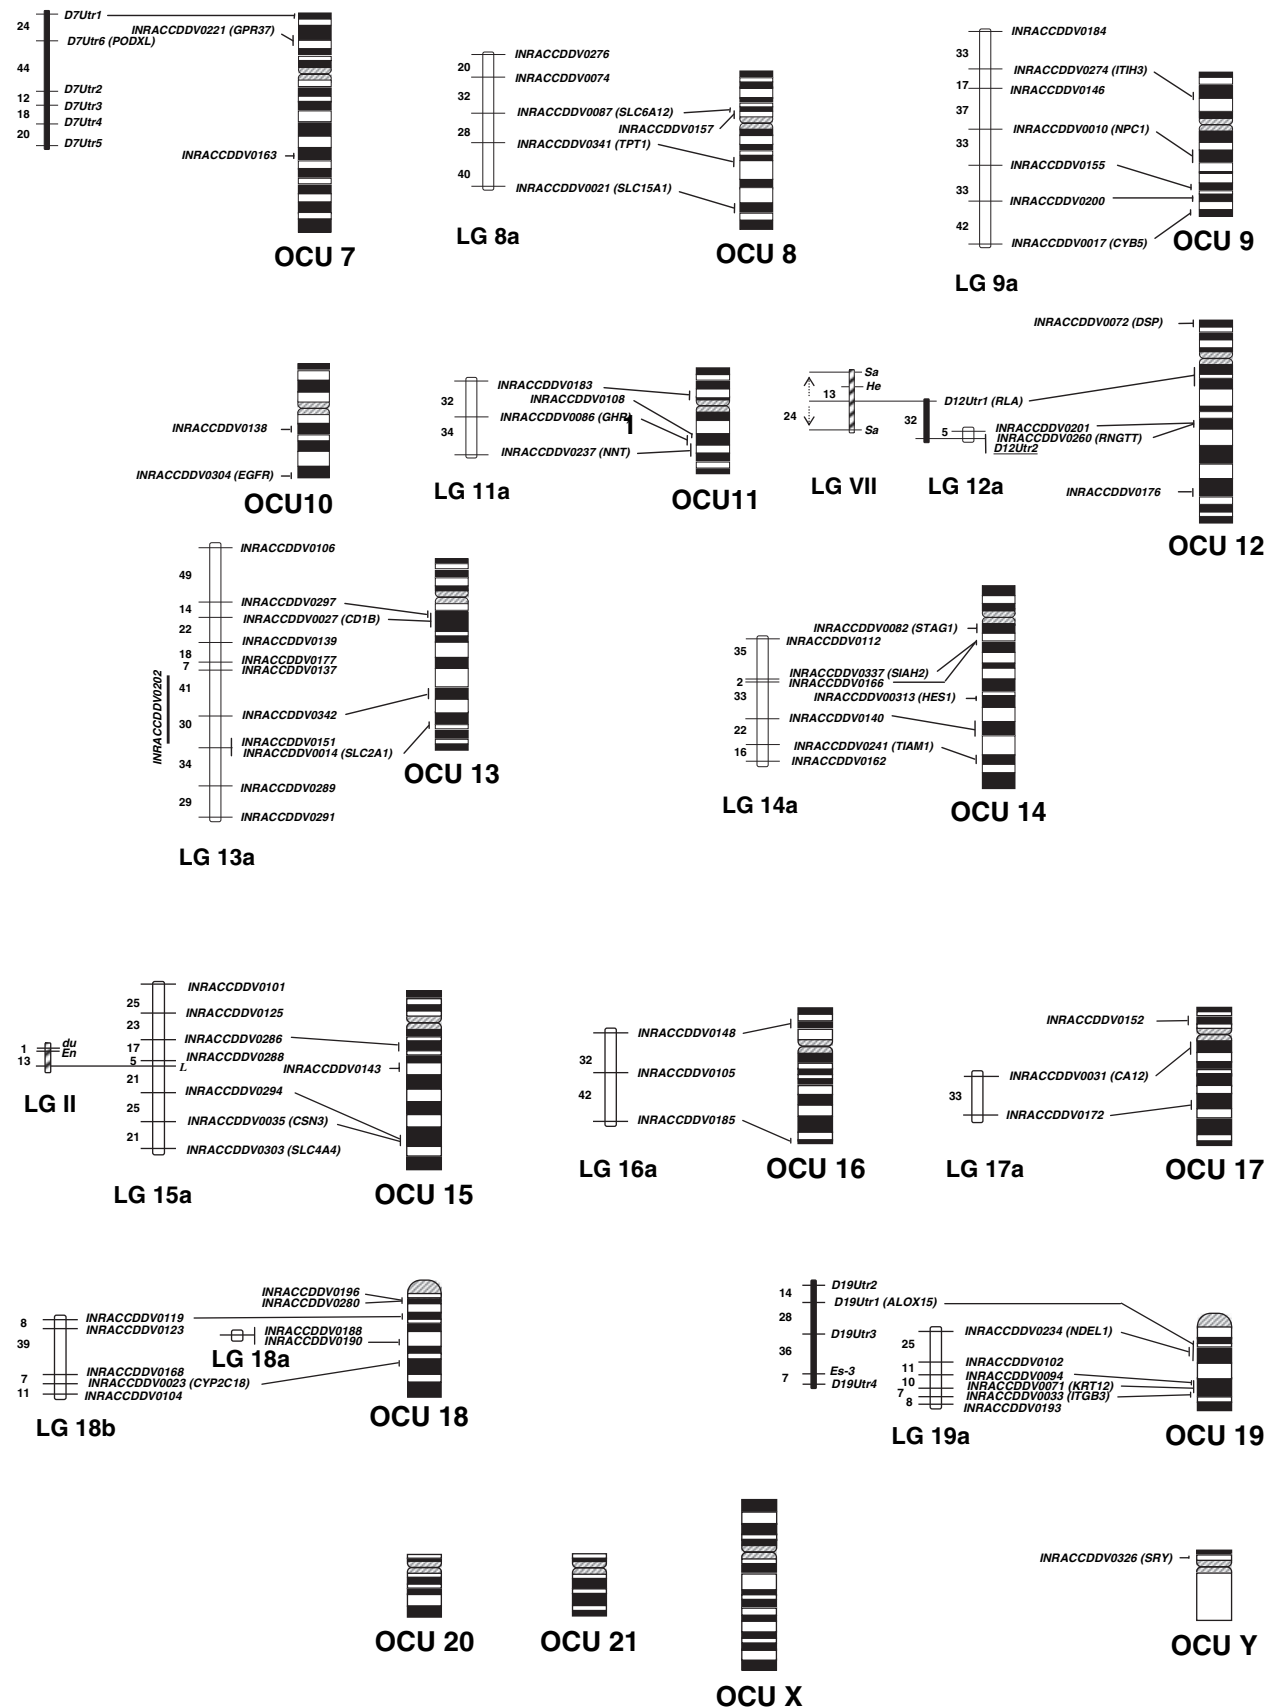 D7Utr1
24
INRACCDDV0221 (GPR37)
D7Utr6 (PODXL)
44
D7Utr2
12
D7Utr3
18
D7Utr4
20
D7Utr5
INRACCDDV0163
OCU 7
INRACCDDV0276
20
INRACCDDV0074
32
INRACCDDV0087 (SLC6A12)
INRACCDDV0157
28
INRACCDDV0341 (TPT1)
40
INRACCDDV0021 (SLC15A1)
LG 8a
OCU 8
INRACCDDV0184
33
INRACCDDV0274 (ITIH3)
17
INRACCDDV0146
37
INRACCDDV0010 (NPC1)
33
INRACCDDV0155
33
INRACCDDV0200
42
INRACCDDV0017 (CYB5)
OCU 9
LG 9a
INRACCDDV0138
INRACCDDV0304 (EGFR)
OCU10
INRACCDDV0183
32
INRACCDDV0108
INRACCDDV0086 (GHR)
1
34
INRACCDDV0237 (NNT)
LG 11a
OCU11
INRACCDDV0072 (DSP)
Sa
He
13
D12Utr1 (RLA)
24
32
Sa
5
INRACCDDV0201
INRACCDDV0260 (RNGTT)
D12Utr2
LG VII
LG 12a
INRACCDDV0176
OCU 12
INRACCDDV0106
49
INRACCDDV0297
14
INRACCDDV0027 (CD1B)
22
INRACCDDV0139
18
INRACCDDV0177
7
INRACCDDV0137
INRACCDDV0202
41
INRACCDDV0342
30
INRACCDDV0151
INRACCDDV0014 (SLC2A1)
34
INRACCDDV0289
29
INRACCDDV0291
OCU 13
LG 13a
INRACCDDV0082 (STAG1)
INRACCDDV0112
35
INRACCDDV0337 (SIAH2)
2
INRACCDDV0166
33
INRACCDDV00313 (HES1)
INRACCDDV0140
22
INRACCDDV0241 (TIAM1)
16
INRACCDDV0162
LG 14a
OCU 14
INRACCDDV0101
25
INRACCDDV0125
23
INRACCDDV0286
du
1
En
17
INRACCDDV0288
13
5
L
INRACCDDV0143
21
INRACCDDV0294
LG II
25
INRACCDDV0035 (CSN3)
21
INRACCDDV0303 (SLC4A4)
LG 15a
OCU 15
INRACCDDV0148
32
INRACCDDV0105
42
INRACCDDV0185
LG 16a
OCU 16
INRACCDDV0152
INRACCDDV0031 (CA12)
33
INRACCDDV0172
LG 17a
OCU 17
INRACCDDV0196
INRACCDDV0280
INRACCDDV0119
8
INRACCDDV0123
39
INRACCDDV0188
INRACCDDV0190
LG 18a
INRACCDDV0168
7
INRACCDDV0023 (CYP2C18)
11
INRACCDDV0104
LG 18b
OCU 18
D19Utr2
14
D19Utr1 (ALOX15)
28
D19Utr3
INRACCDDV0234 (NDEL1)
25
36
INRACCDDV0102
11
Es-3
INRACCDDV0094
7
D19Utr4
10
INRACCDDV0071 (KRT12)
7
INRACCDDV0033 (ITGB3)
8
INRACCDDV0193
LG 19a
OCU 19
OCU 20
OCU 21
OCU X
INRACCDDV0326 (SRY)
OCU Y